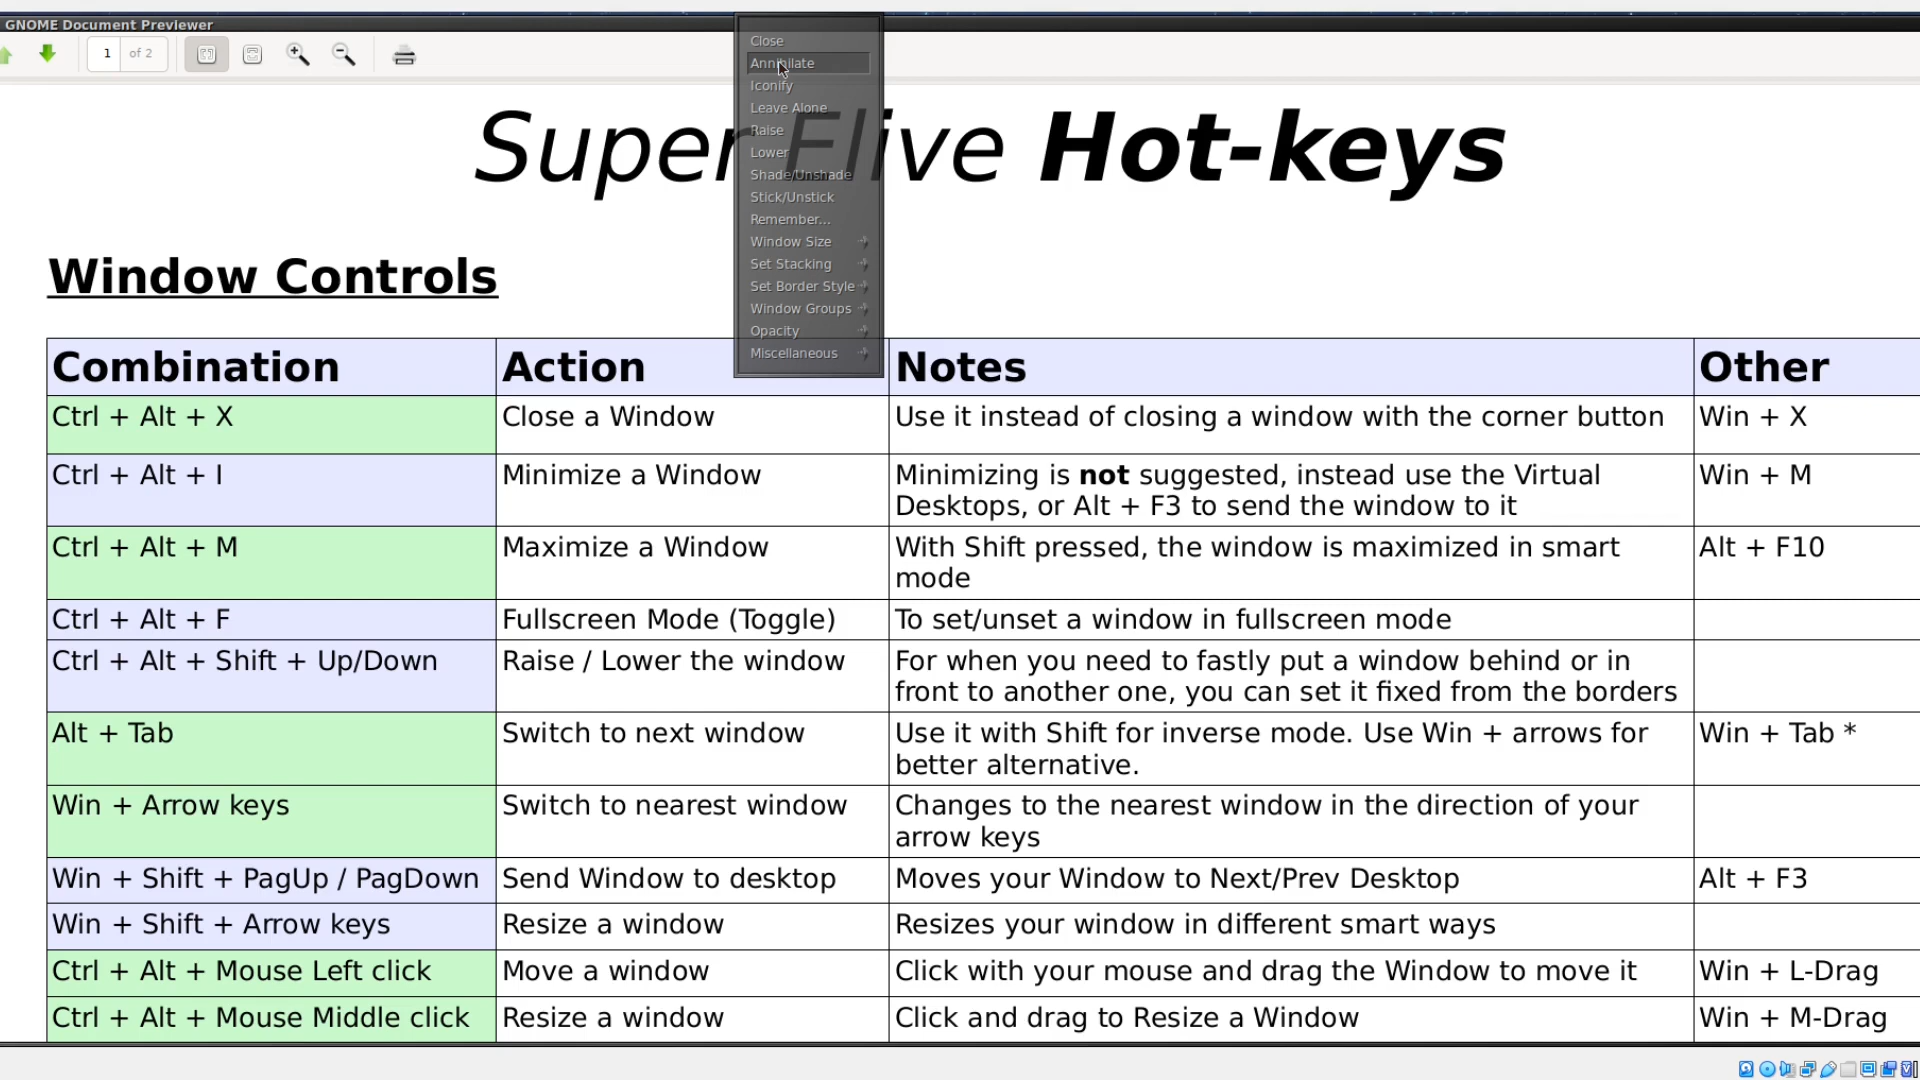 GNOME Document Previewer
1 of 2
Close
Annihilate
Iconify
Leave Alone
Raise
Lower
Shade/Unshade
Stick/Unstick
Remember...
Window Size
Set Stacking
Set Border Style
Window Groups
Opacity
Miscellaneous
Super Elive Hot-keys
Window Controls
Combination Action Notes Other
Ctrl + Alt + X Close a Window Use it instead of closing a window with the corner button Win + X
Ctrl + Alt + I Minimize a Window Minimizing is not suggested, instead use the Virtual Win + M
Desktops, or Alt + F3 to send the window to it
Ctrl + Alt + M Maximize a Window With Shift pressed, the window is maximized in smart Alt + F10
mode
Ctrl + Alt + F Fullscreen Mode (Toggle) To set/unset a window in fullscreen mode
Ctrl + Alt + Shift + Up/Down Raise / Lower the window For when you need to fastly put a window behind or in
front to another one, you can set it fixed from the borders
Alt + Tab Switch to next window Use it with Shift for inverse mode. Use Win + arrows for Win + Tab *
better alternative.
Win + Arrow keys Switch to nearest window Changes to the nearest window in the direction of your
arrow keys
Win + Shift + PagUp / PagDown Send Window to desktop Moves your Window to Next/Prev Desktop Alt + F3
Win + Shift + Arrow keys Resize a window Resizes your window in different smart ways
Ctrl + Alt + Mouse Left click Move a window Click with your mouse and drag the Window to move it Win + L-Drag
Ctrl + Alt + Mouse Middle click Resize a window Click and drag to Resize a Window Win + M-Drag